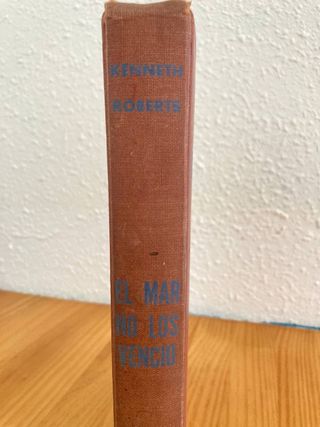 KENNETH
ROBERTS
EL MAR
NO LOS
VENCIO